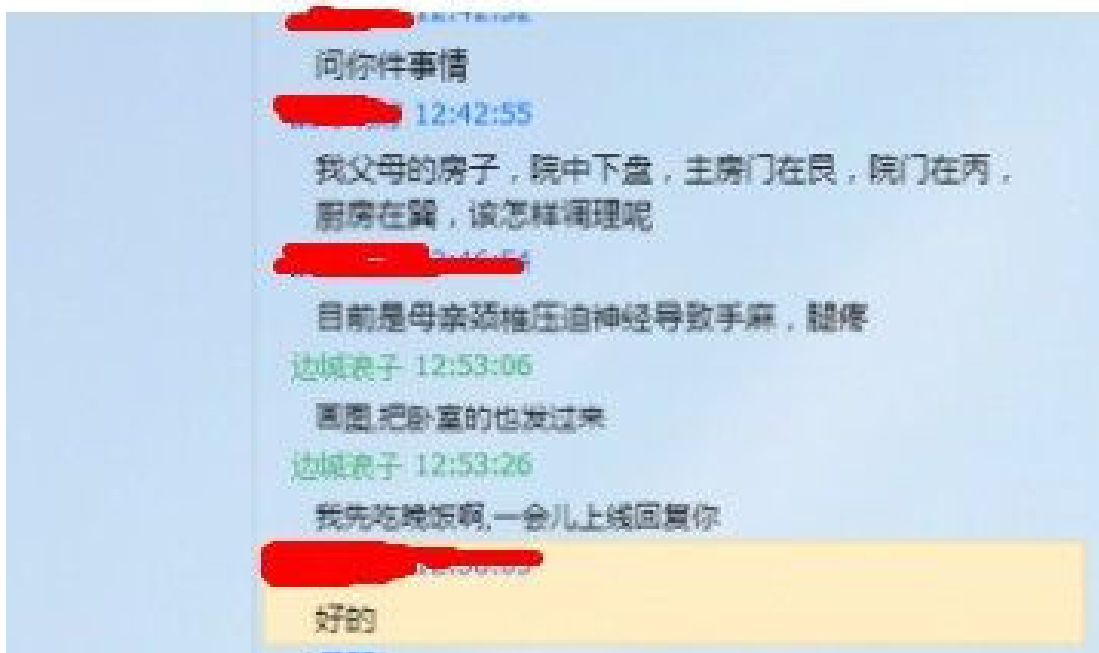 问你件事情
12:42:55
我父母的房子，院中下盘，主房门在艮，院门在丙，
厨房在巽，该怎样调理呢
目前是母亲颈椎压迫神经导致手麻，腿疼
边城浪子 12:53:06
画图,把卧室的也发过来
边城浪子 12:53:26
我先吃晚饭啊,一会儿上线回复你
好的